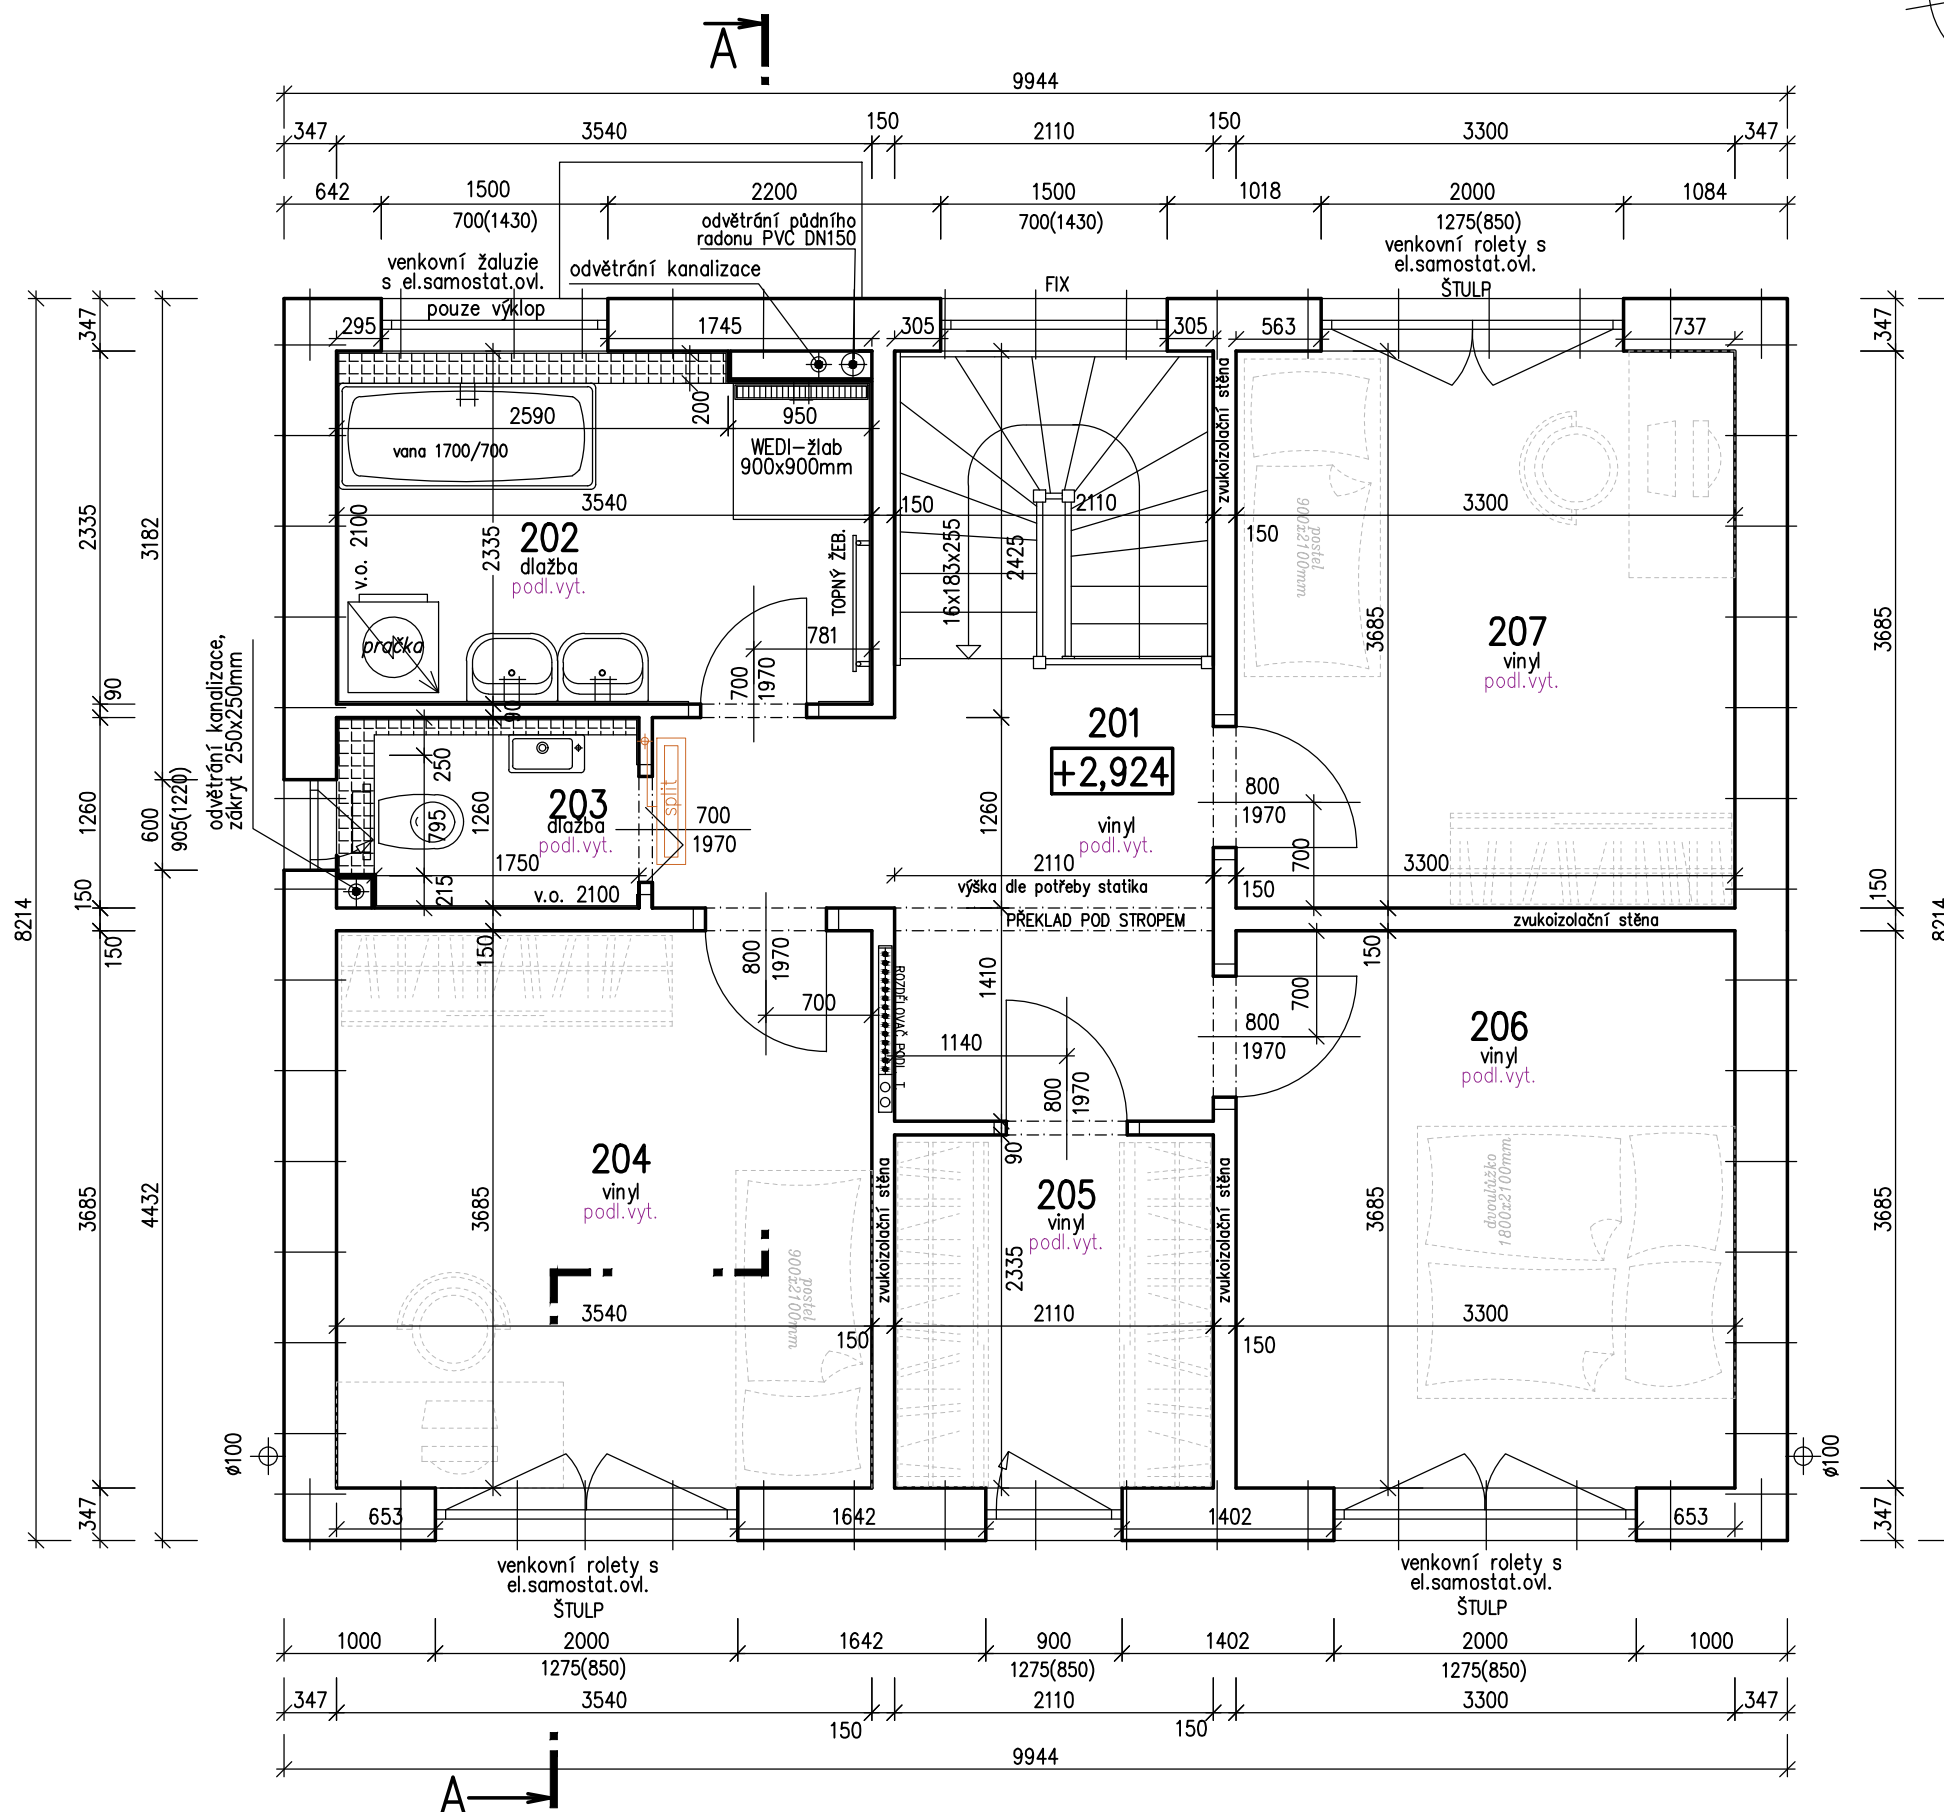 A
9944
347
3540
150
2110
150
3300
347
642
1500
2200
1500
1018
2000
1084
700(1430)
700(1430)
1275(850)
odvětrání půdního
radonu PVC DN150
odvětrání kanalizace
venkovní žaluzie
s el.samostat.ovl.
pouze výklop
FIX
venkovní rolety s
el.samostat.ovl.
ŠTULP
295
1745
305
305
563
737
347
2335
90
1260
150
150
3685
347
3182
600
905(1220)
4432
8214
2590
200
950
vana 1700/700
WEDI–žlab
900x900mm
3540
v.o. 2100
2335
202
dlažba
podl.vyt.
TOPNÝ ŽEB.
781
700
1970
pračka
90
odvětrání kanalizace,
zákryt 250x250mm
250
795
215
1260
203
dlažba
podl.vyt.
1750
v.o. 2100
split
700
1970
150
2110
16x183x255
2425
zvukoizolační stěna
201
+2,924
vinyl
podl.vyt.
1260
2110
výška dle potřeby statika
PŘEKLAD POD STROPEM
3300
150
postel
900x2100mm
3685
207
vinyl
podl.vyt.
800
1970
700
3300
150
zvukoizolační stěna
347
3685
150
3685
347
8214
150
800
1970
700
ROZDĚLOVAČ PODL. T.
1410
1140
800
1970
90
800
1970
700
150
206
vinyl
podl.vyt.
204
vinyl
podl.vyt.
3685
3540
150
postel
900x2100mm
zvukoizolační stěna
205
vinyl
podl.vyt.
2335
2110
zvukoizolační stěna
3685
dvoulůžko
1800x2100mm
3300
150
ø100
ø100
653
1642
1402
653
venkovní rolety s
el.samostat.ovl.
ŠTULP
venkovní rolety s
el.samostat.ovl.
ŠTULP
1000
2000
1642
900
1402
2000
1000
1275(850)
1275(850)
1275(850)
347
3540
150
2110
150
3300
347
9944
A